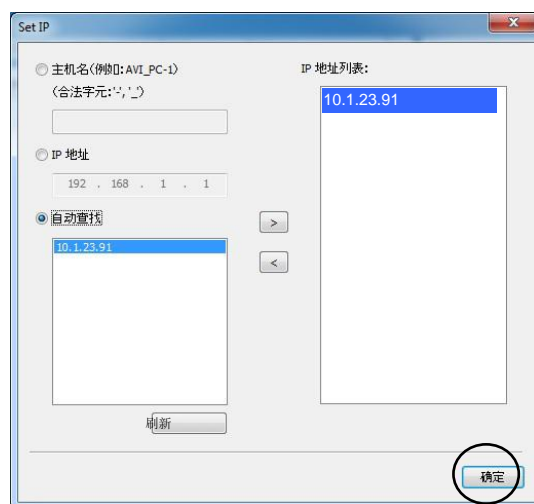 Set IP
主机名(例如:AVI_PC-1)
(合法字元:'-', '_')
IP 地址
192 . 168 . 1 . 1
自动查找
10.1.23.91
刷新
>
<
IP 地址列表:
10.1.23.91
确定